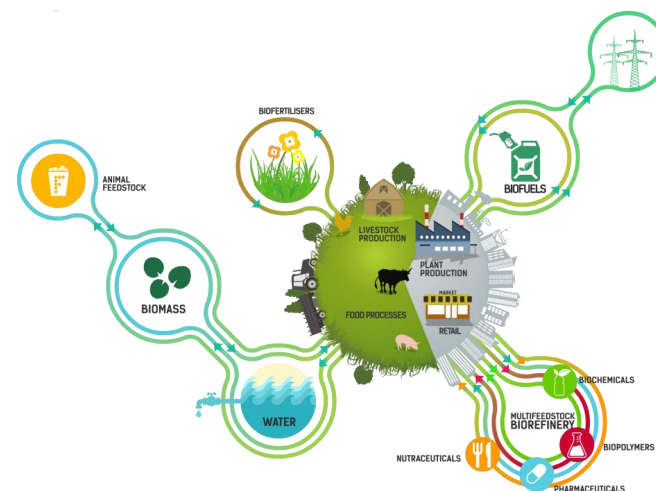 BIOFERTILISERS
BIOFUELS
ANIMAL
FEEDSTOCK
LIVESTOCK
PRODUCTION
PLANT
PRODUCTION
BIOMASS
MARKET
FOOD PROCESSES
RETAIL
WATER
BIOCHEMICALS
MULTIFEEDSTOCK
BIOREFINERY
BIOPOLYMERS
NUTRACEUTICALS
PHARMACEUTICALS
F